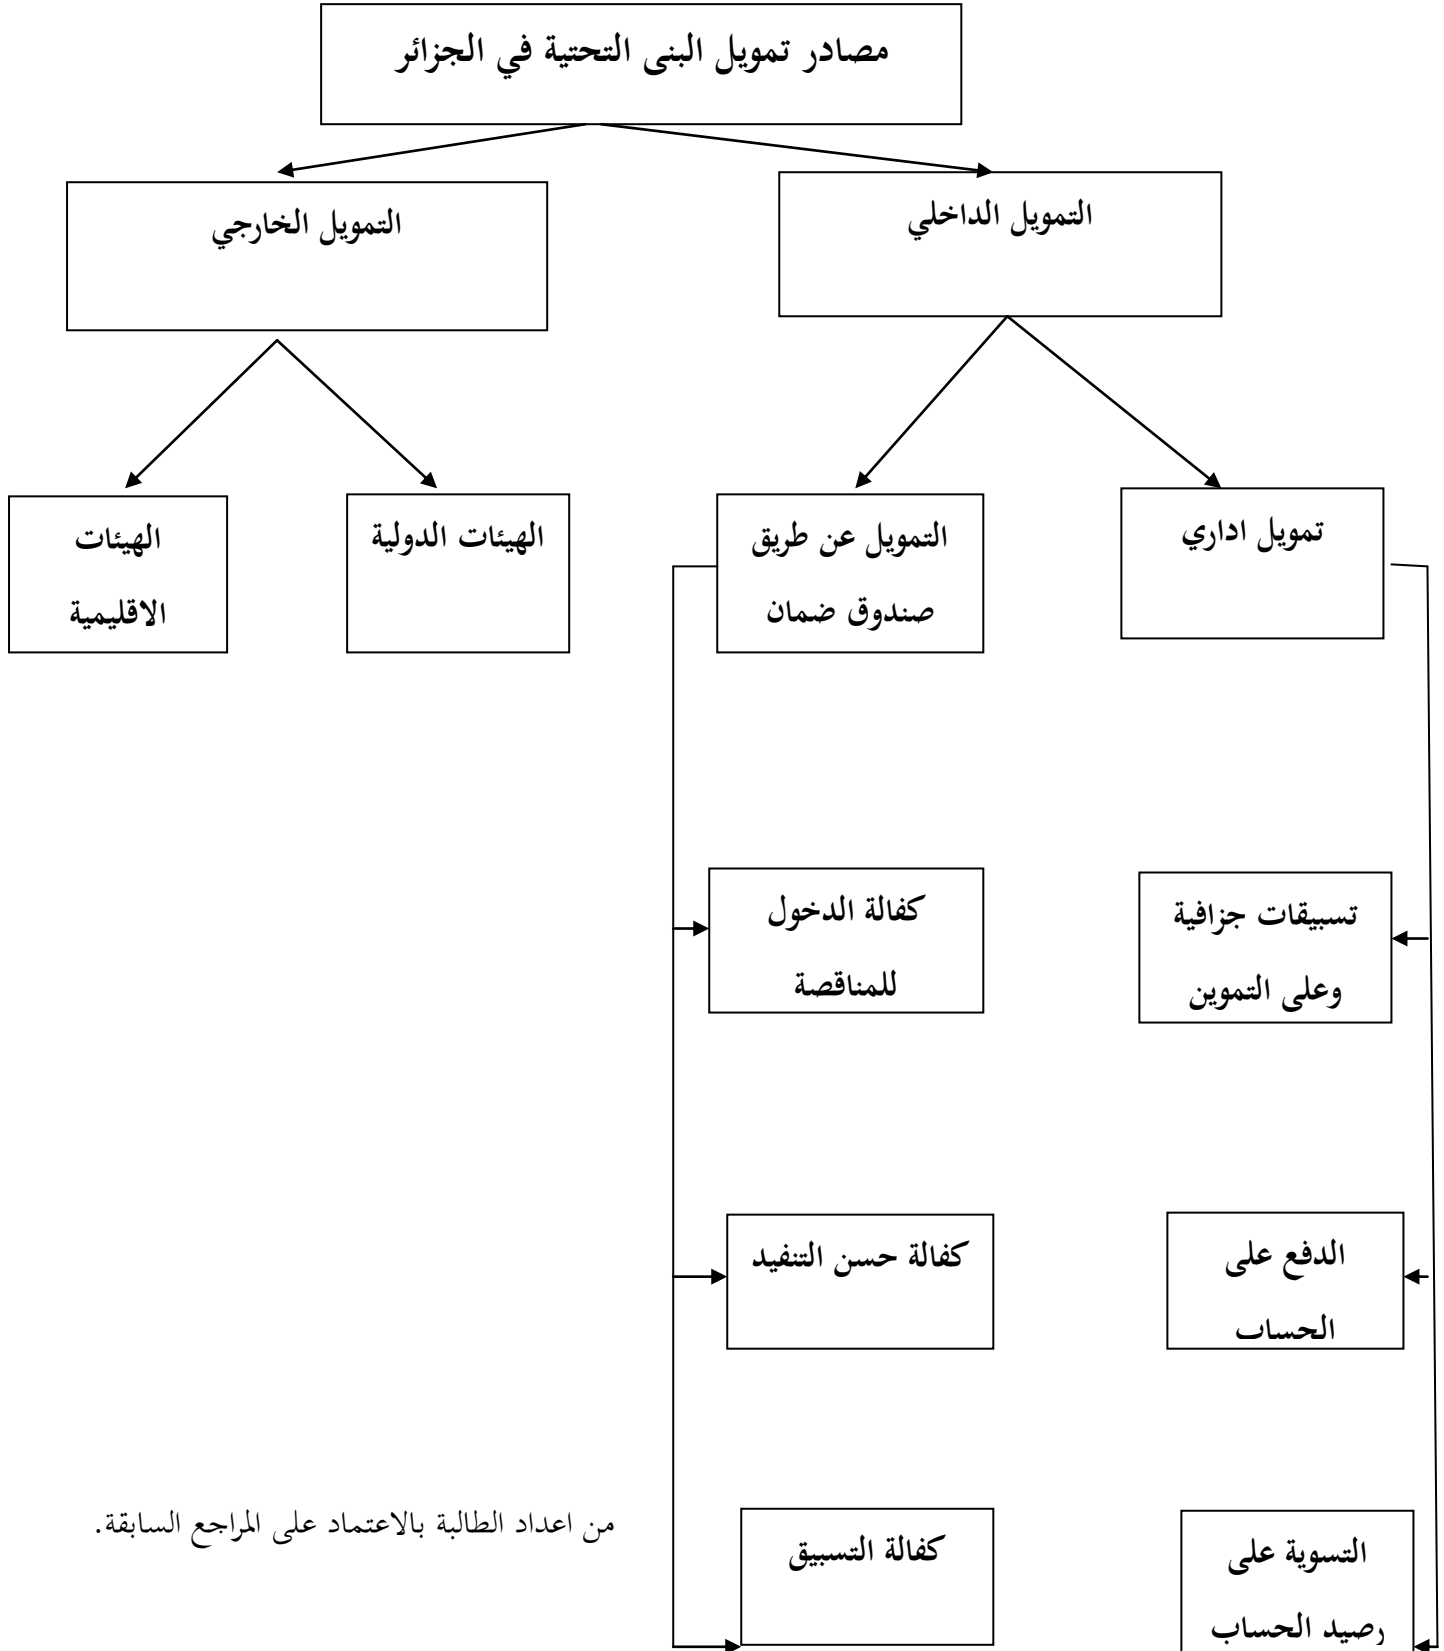 مصادر تمويل البنى التحتية في الجزائر
التمويل الداخلي
التمويل الخارجي
تمويل اداري
التمويل عن طريق
صندوق ضمان
الهيئات الدولية
الهيئات
الاقليمية
تسبيقات جزافية
وعلى التموين
كفالة الدخول
للمناقصة
الدفع على
الحساب
كفالة حسن التنفيد
التسوية على
رصيد الحساب
كفالة التسبيق
من اعداد الطالبة بالاعتماد على المراجع السابقة.